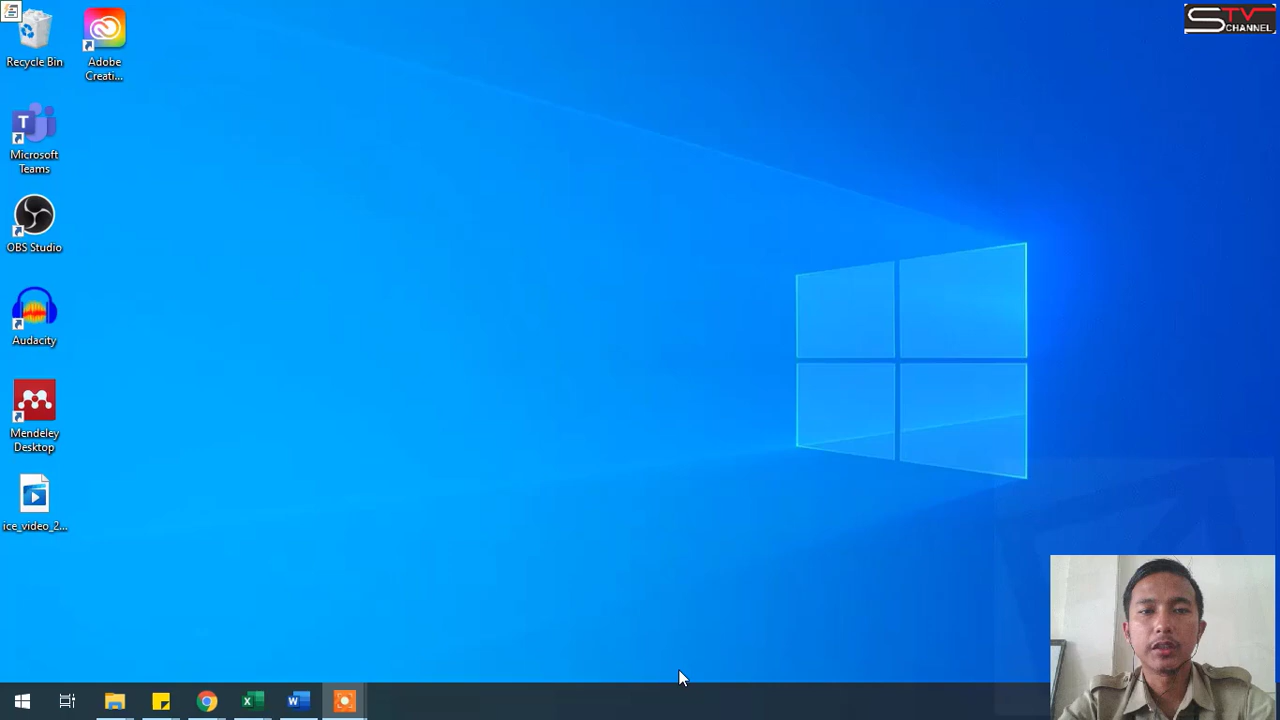 STV
CHANNEL
Recycle Bin
Adobe
Creati...
Microsoft
Teams
OBS Studio
Audacity
Mendeley
Desktop
ice_video_2...